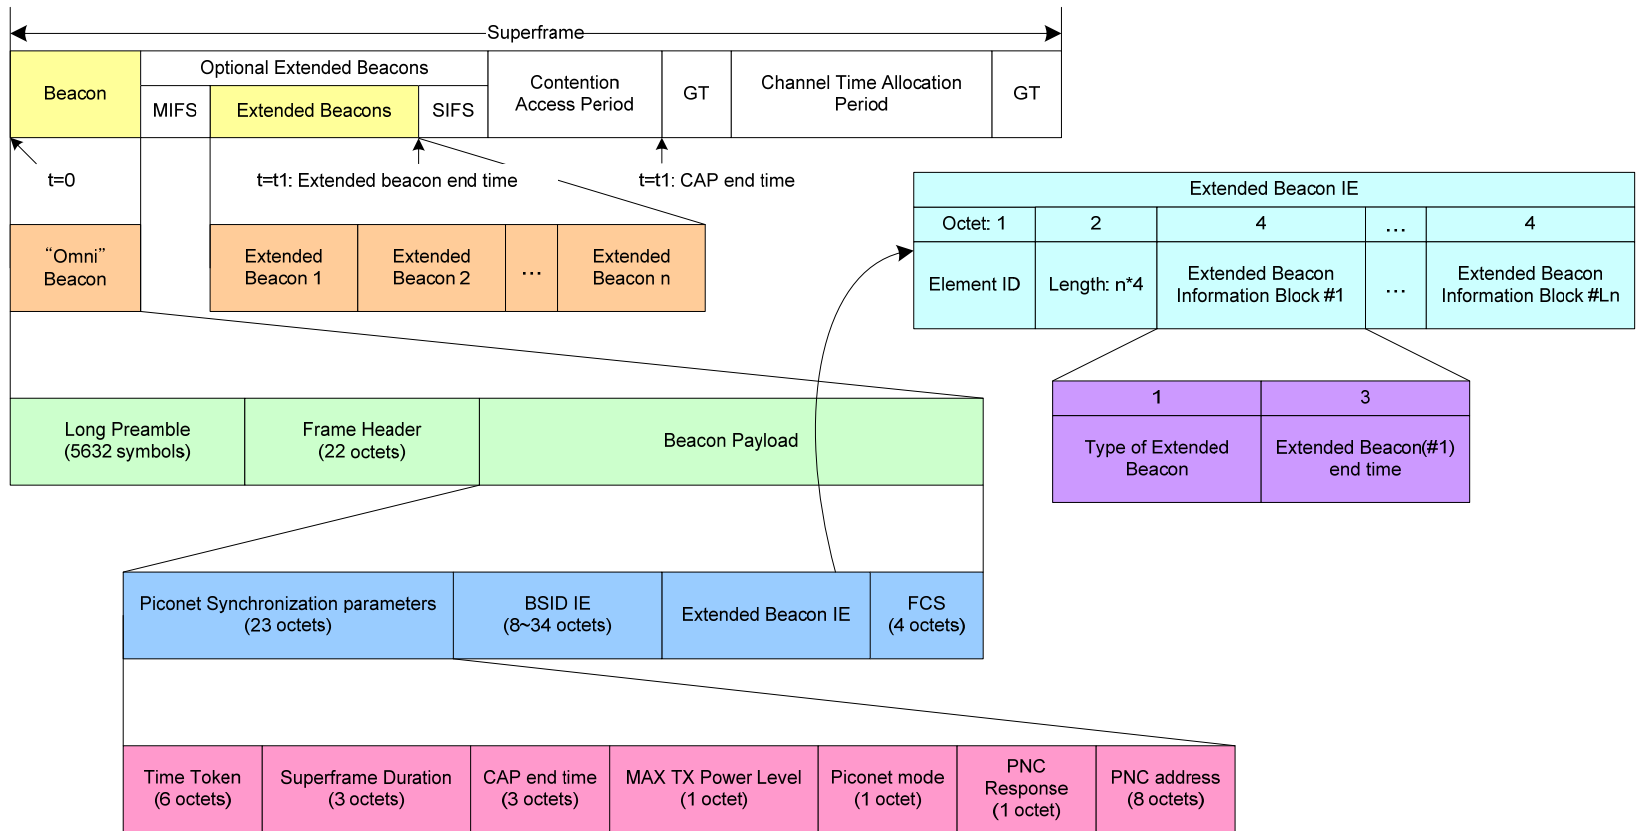 Superframe
Beacon
Optional Extended Beacons
MIFS
Extended Beacons
SIFS
Contention
Access Period
GT
Channel Time Allocation
Period
GT
t=0
t=t1: Extended beacon end time
t=t1: CAP end time
“Omni”
Beacon
Extended
Beacon 1
Extended
Beacon 2
...
Extended
Beacon n
Extended Beacon IE
Octet: 1
2
4
...
4
Element ID
Length: n*4
Extended Beacon
Information Block #1
...
Extended Beacon
Information Block #Ln
1
3
Type of Extended
Beacon
Extended Beacon(#1)
end time
Long Preamble
(5632 symbols)
Frame Header
(22 octets)
Beacon Payload
Piconet Synchronization parameters
(23 octets)
BSID IE
(8~34 octets)
Extended Beacon IE
FCS
(4 octets)
Time Token
(6 octets)
Superframe Duration
(3 octets)
CAP end time
(3 octets)
MAX TX Power Level
(1 octet)
Piconet mode
(1 octet)
PNC
Response
(1 octet)
PNC address
(8 octets)